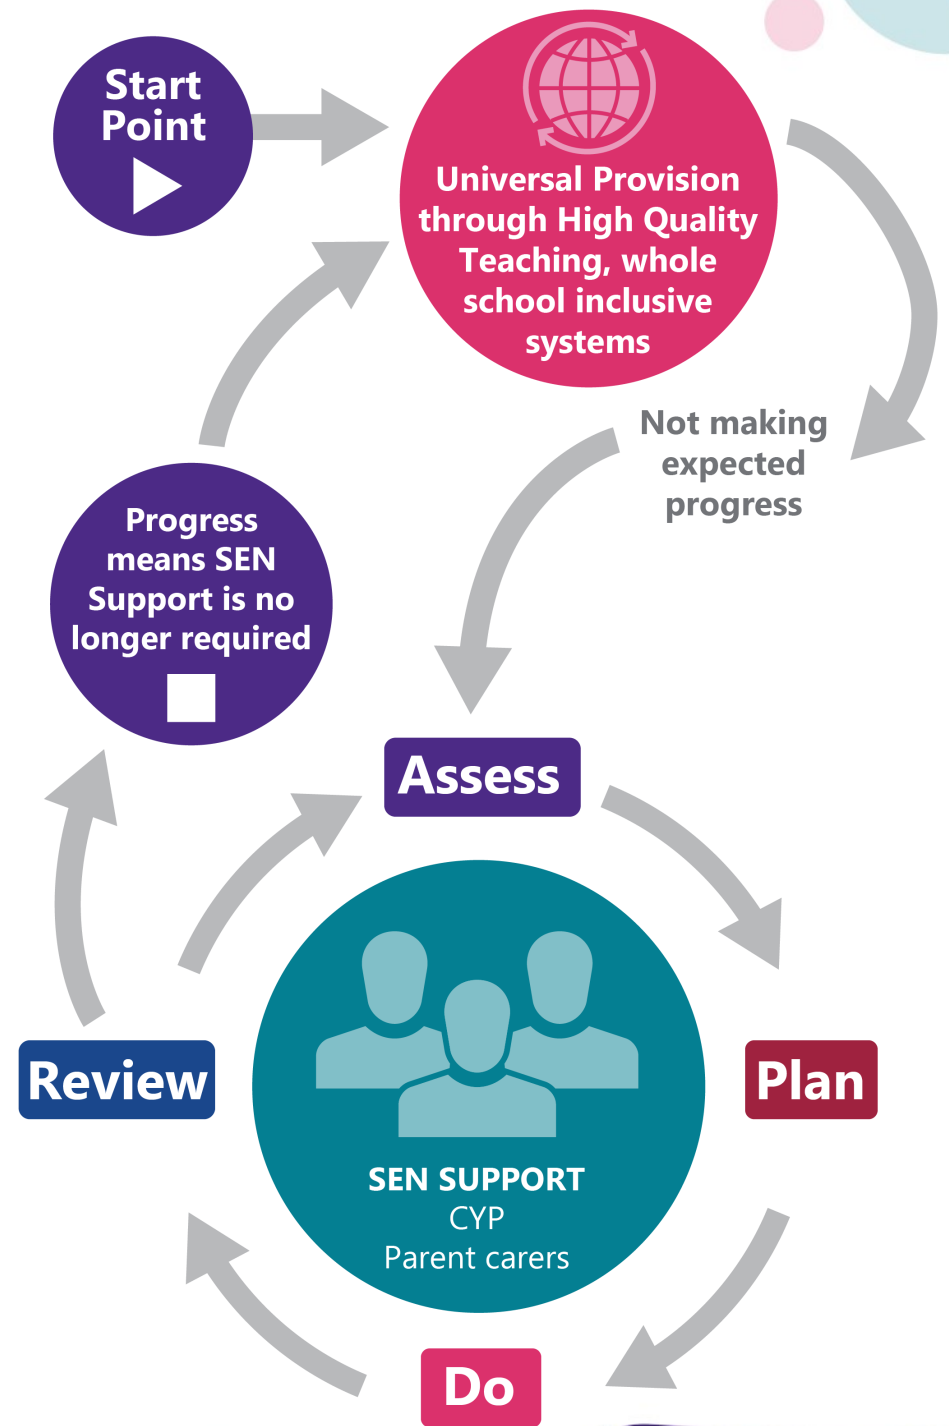 Start
Point
Universal Provision
through High Quality
Teaching, whole
school inclusive
systems
Not making
expected
progress
Progress
means SEN
Support is no
longer required
Assess
Review
Plan
SEN SUPPORT
CYP
Parent carers
Do